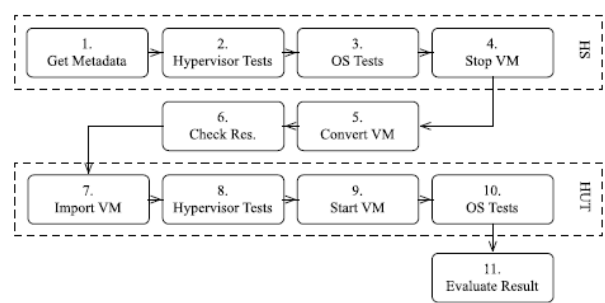 1.
Get Metadata
2.
Hypervisor Tests
3.
OS Tests
4.
Stop VM
HS
5.
Convert VM
6.
Check Res.
7.
Import VM
8.
Hypervisor Tests
9.
Start VM
10.
OS Tests
HUT
11.
Evaluate Result